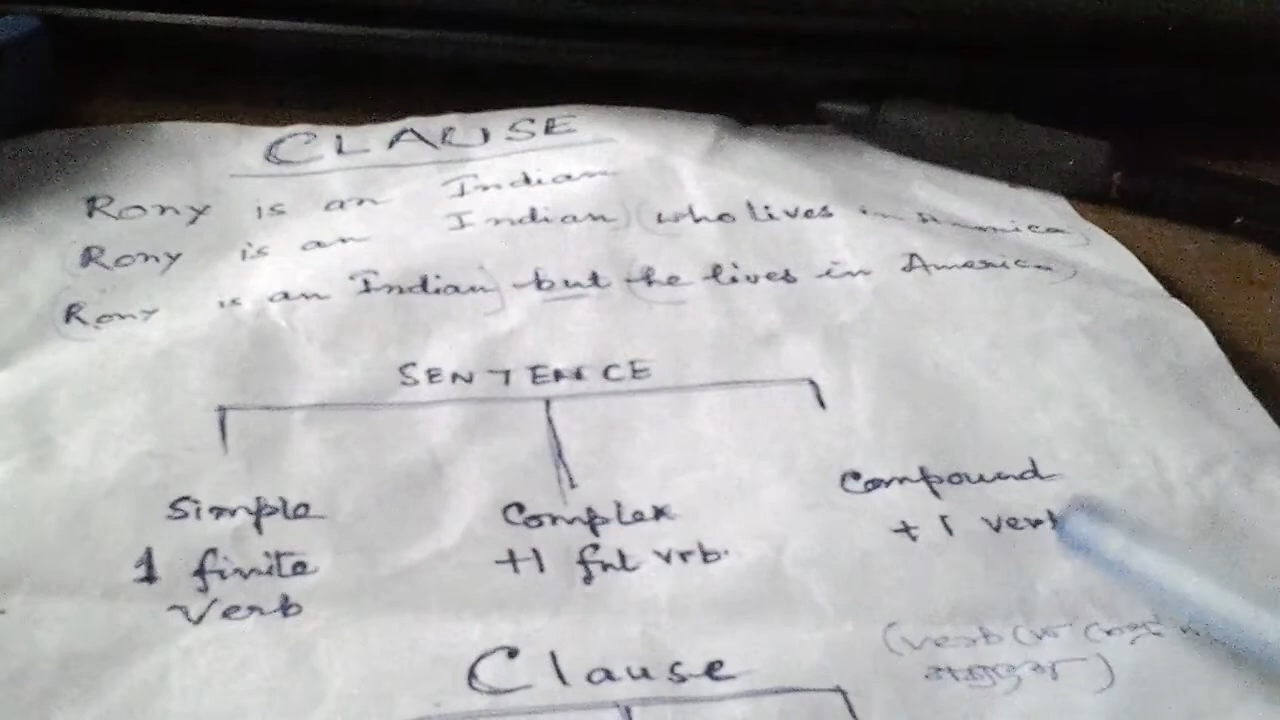 CLAUSE
Rony is an Indian
(Rony is an Indian) (who lives in America)
(Rony is an Indian) but (he lives in America)
SENTENCE
Simple Complex Compound
1 finite +1 fnt vrb. +1 verb
Verb
Clause
(verb